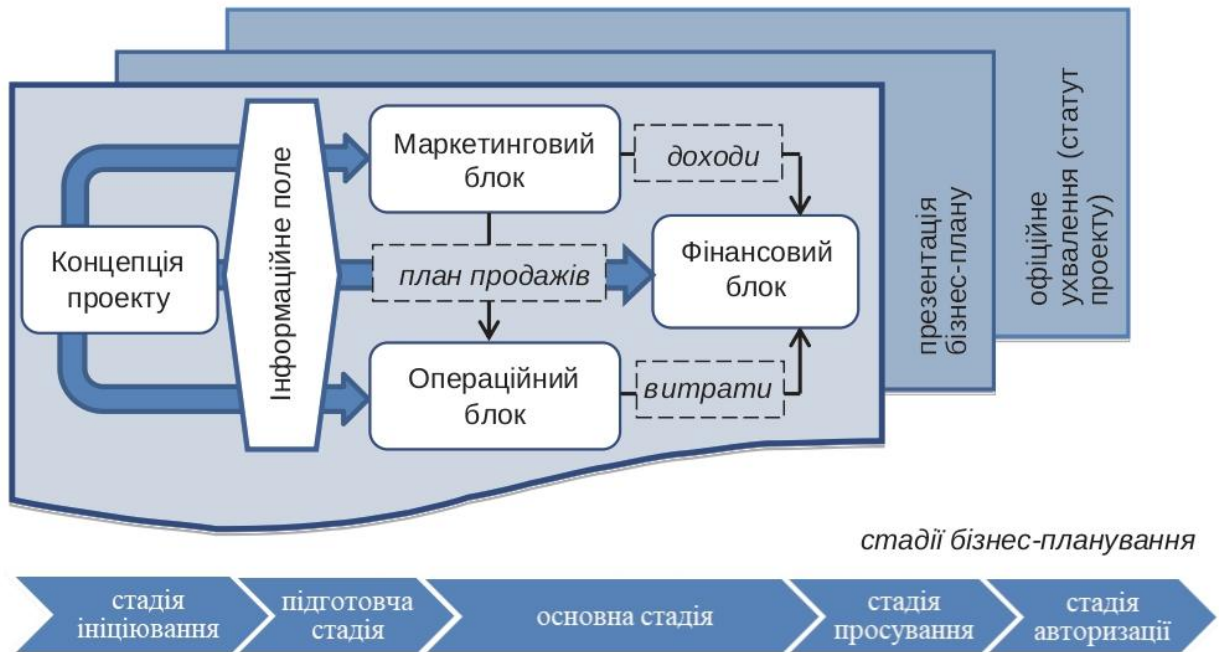 Концепція
проекту
Інформаційне поле
Маркетинговий
блок
доходи
план продажів
Фінансовий
блок
Операційний
блок
витрати
презентація
бізнес-плану
офіційне
ухвалення (статут
проекту)
стадії бізнес-планування
стадія
ініціювання
підготовча
стадія
основна стадія
стадія
просування
стадія
авторизації